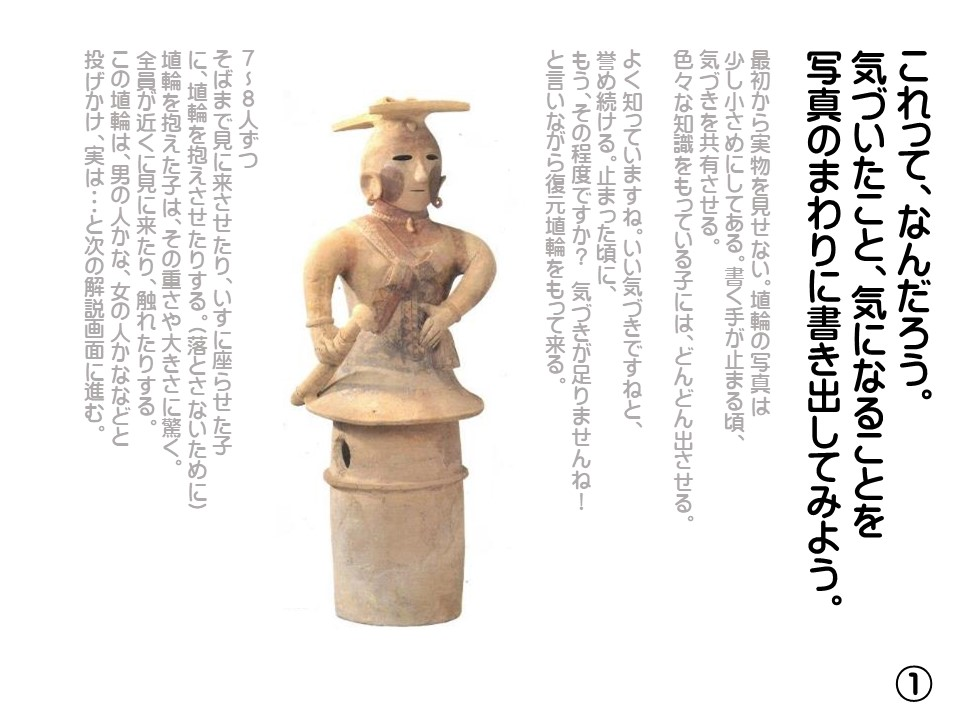 これって、なんだろう。
気づいたこと、気になることを
写真のまわりに書き出してみよう。
最初から実物を見せない。埴輪の写真は
少し小さめにしてある。書く手が止まる頃、
気づきを共有させる。
色々な知識をもっている子には、どんどん出させる。
よく知っていますね。いい気づきですねと、
誉め続ける。止まった頃に、
もう、その程度ですか？　気づきが足りませんね！
と言いながら復元埴輪をもって来る。
７～８人ずつ
そばまで見に来させたり、いすに座らせた子
に、埴輪を抱えさせたりする。（落とさないために）
埴輪を抱えた子は、その重さや大きさに驚く。
全員が近くに見に来たり、触れたりする。
この埴輪は、男の人かな、女の人かななどと
投げかけ、実は・・・と次の解説画面に進む。
①